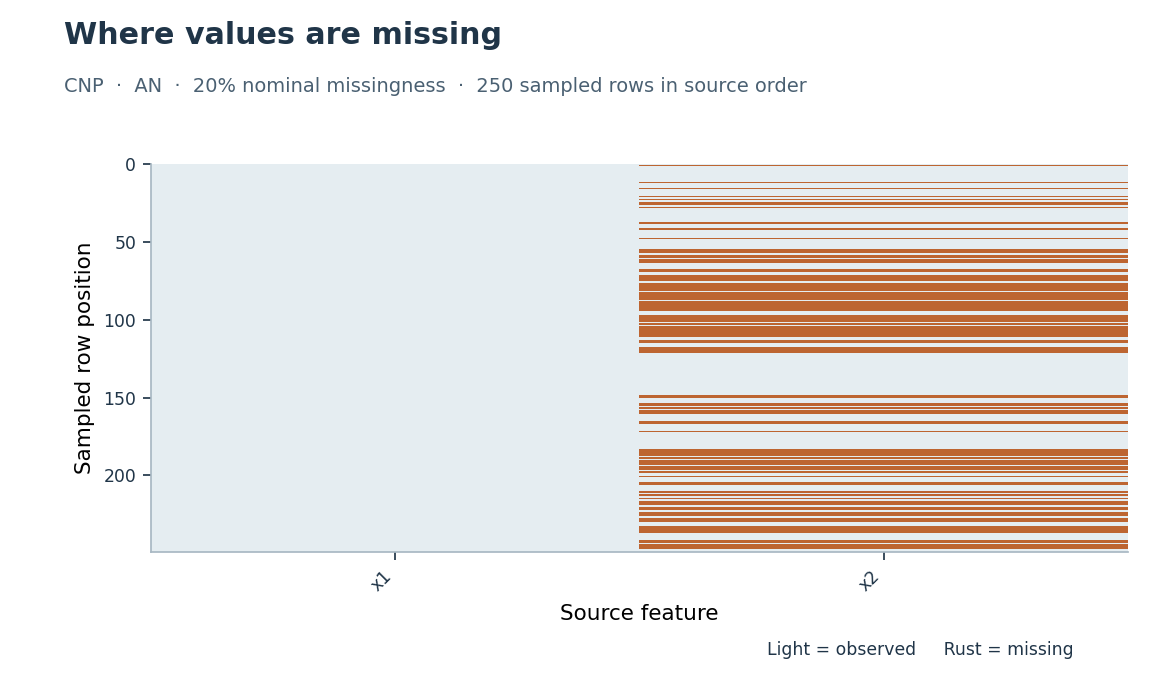 Where values are missing
CNP · AN · 20% nominal missingness · 250 sampled rows in source order
0
50
100
150
200
Sampled row position
x1
x2
Source feature
Light = observed Rust = missing